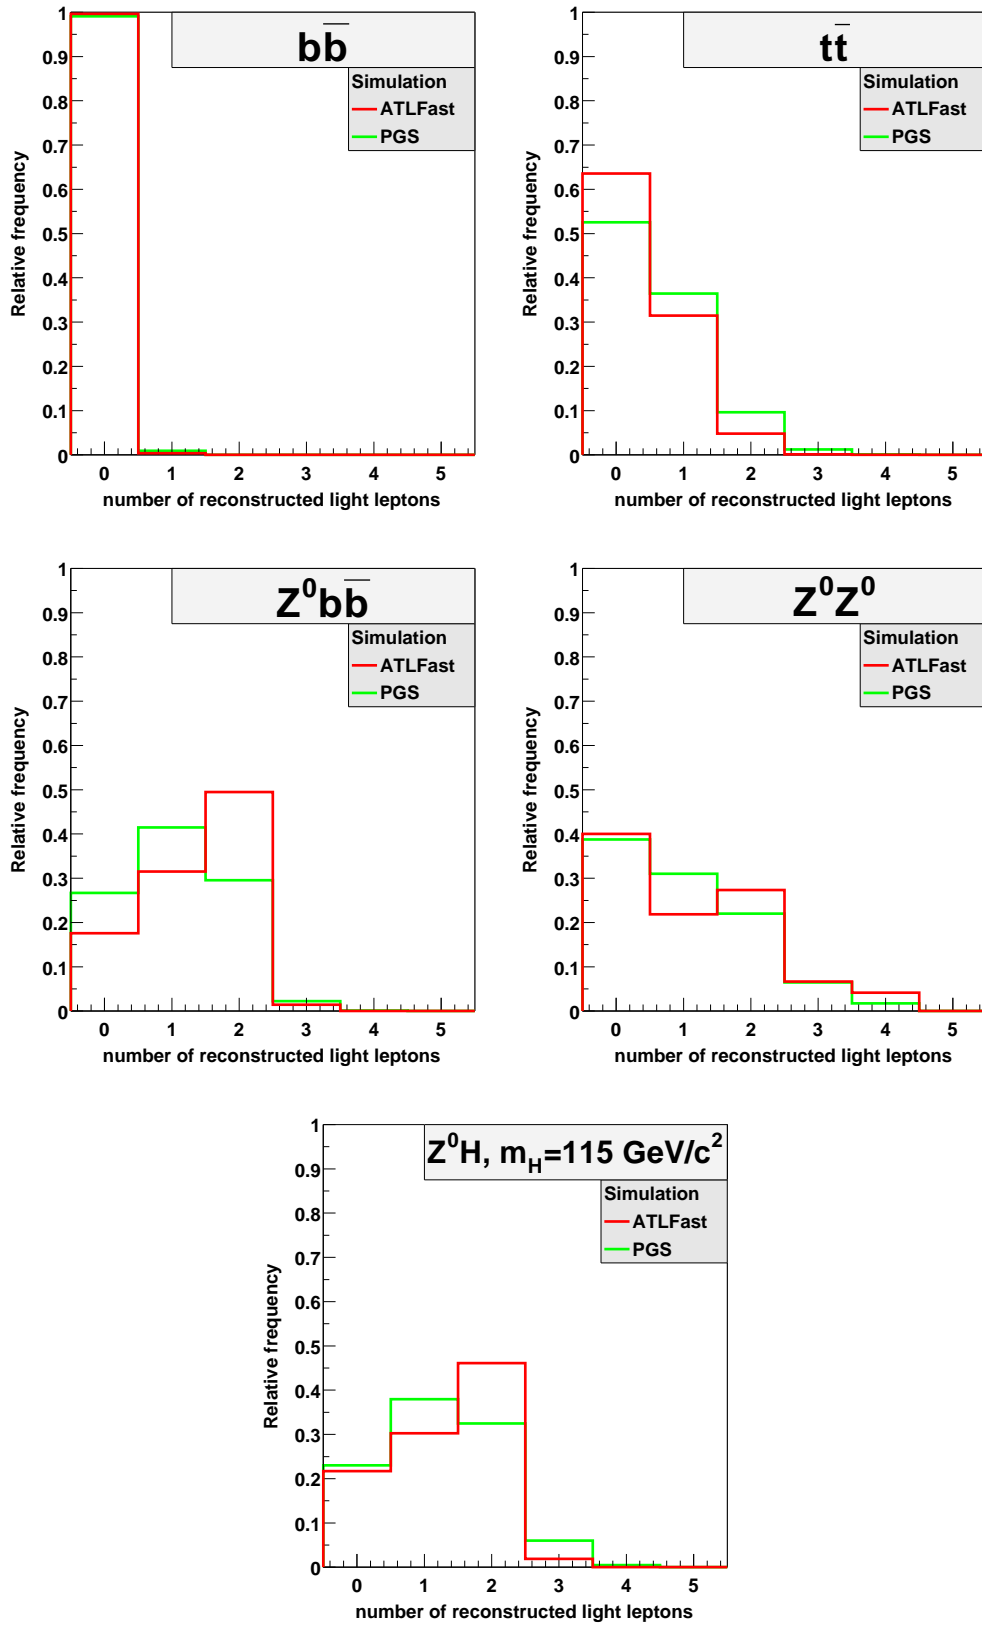 bb̅
Simulation
ATLFast
PGS
Relative frequency
1
0.9
0.8
0.7
0.6
0.5
0.4
0.3
0.2
0.1
0
0 1 2 3 4 5
number of reconstructed light leptons
tt̅
Simulation
ATLFast
PGS
Relative frequency
1
0.9
0.8
0.7
0.6
0.5
0.4
0.3
0.2
0.1
0
0 1 2 3 4 5
number of reconstructed light leptons
Z⁰bb̅
Simulation
ATLFast
PGS
Relative frequency
1
0.9
0.8
0.7
0.6
0.5
0.4
0.3
0.2
0.1
0
0 1 2 3 4 5
number of reconstructed light leptons
Z⁰Z⁰
Simulation
ATLFast
PGS
Relative frequency
1
0.9
0.8
0.7
0.6
0.5
0.4
0.3
0.2
0.1
0
0 1 2 3 4 5
number of reconstructed light leptons
Z⁰H, m_H=115 GeV/c²
Simulation
ATLFast
PGS
Relative frequency
1
0.9
0.8
0.7
0.6
0.5
0.4
0.3
0.2
0.1
0
0 1 2 3 4 5
number of reconstructed light leptons